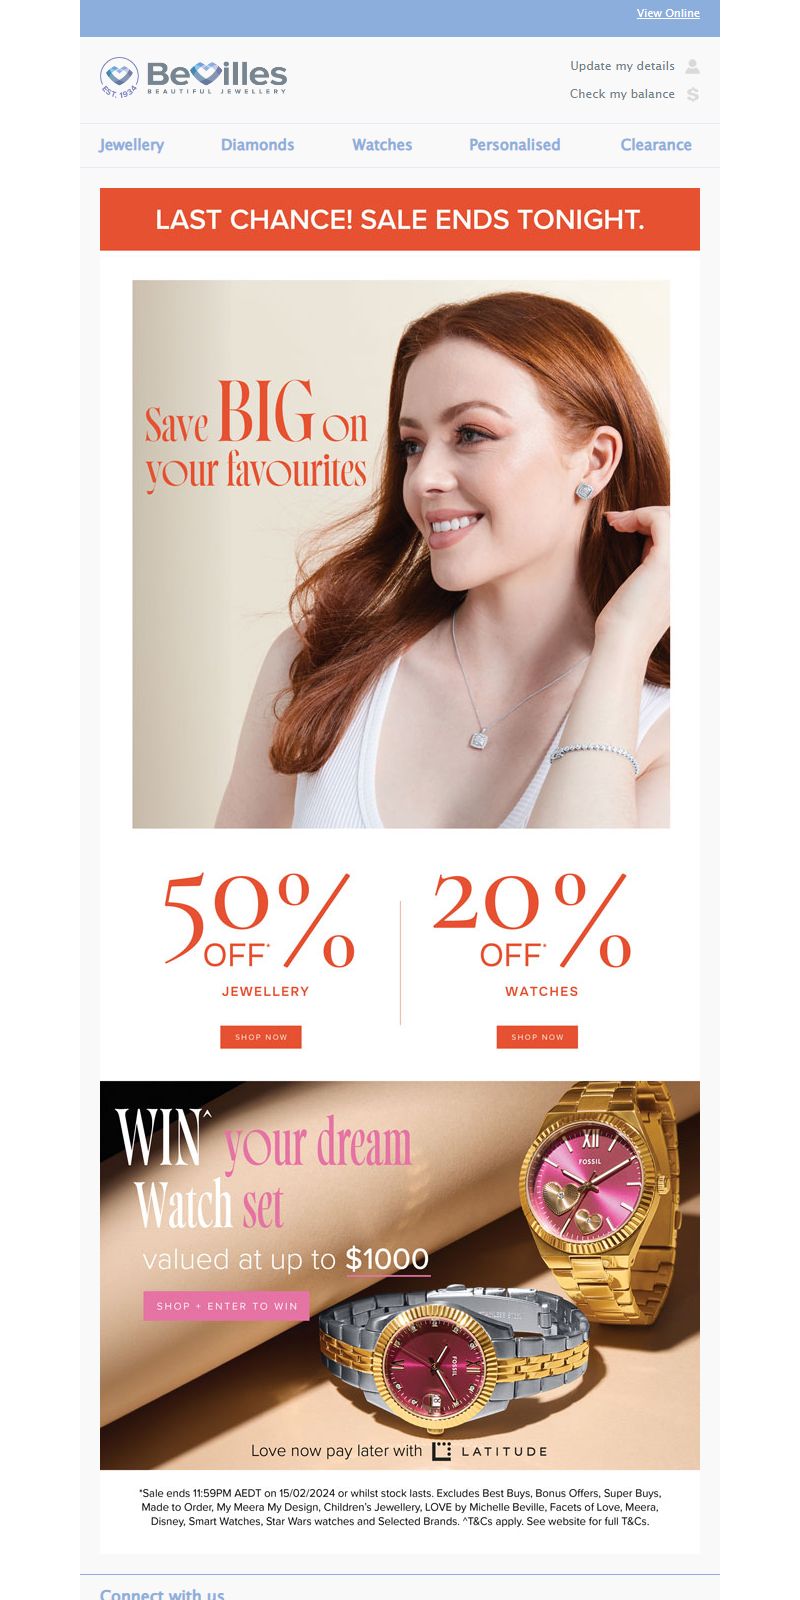 View Online
Bevilles
EST. 1934
BEAUTIFUL JEWELLERY
Update my details
Check my balance
Jewellery Diamonds Watches Personalised Clearance
LAST CHANCE! SALE ENDS TONIGHT.
Save BIG on
your favourites
50%
OFF*
JEWELLERY
SHOP NOW
20%
OFF*
WATCHES
SHOP NOW
WIN^ your dream
Watch set
valued at up to $1000
SHOP + ENTER TO WIN
XII
FOSSIL
FOSSIL
Love now pay later with LATITUDE
*Sale ends 11:59PM AEDT on 15/02/2024 or whilst stock lasts. Excludes Best Buys, Bonus Offers, Super Buys,
Made to Order, My Meera My Design, Children's Jewellery, LOVE by Michelle Beville, Facets of Love, Meera,
Disney, Smart Watches, Star Wars watches and Selected Brands. ^T&Cs apply. See website for full T&Cs.
Connect with us